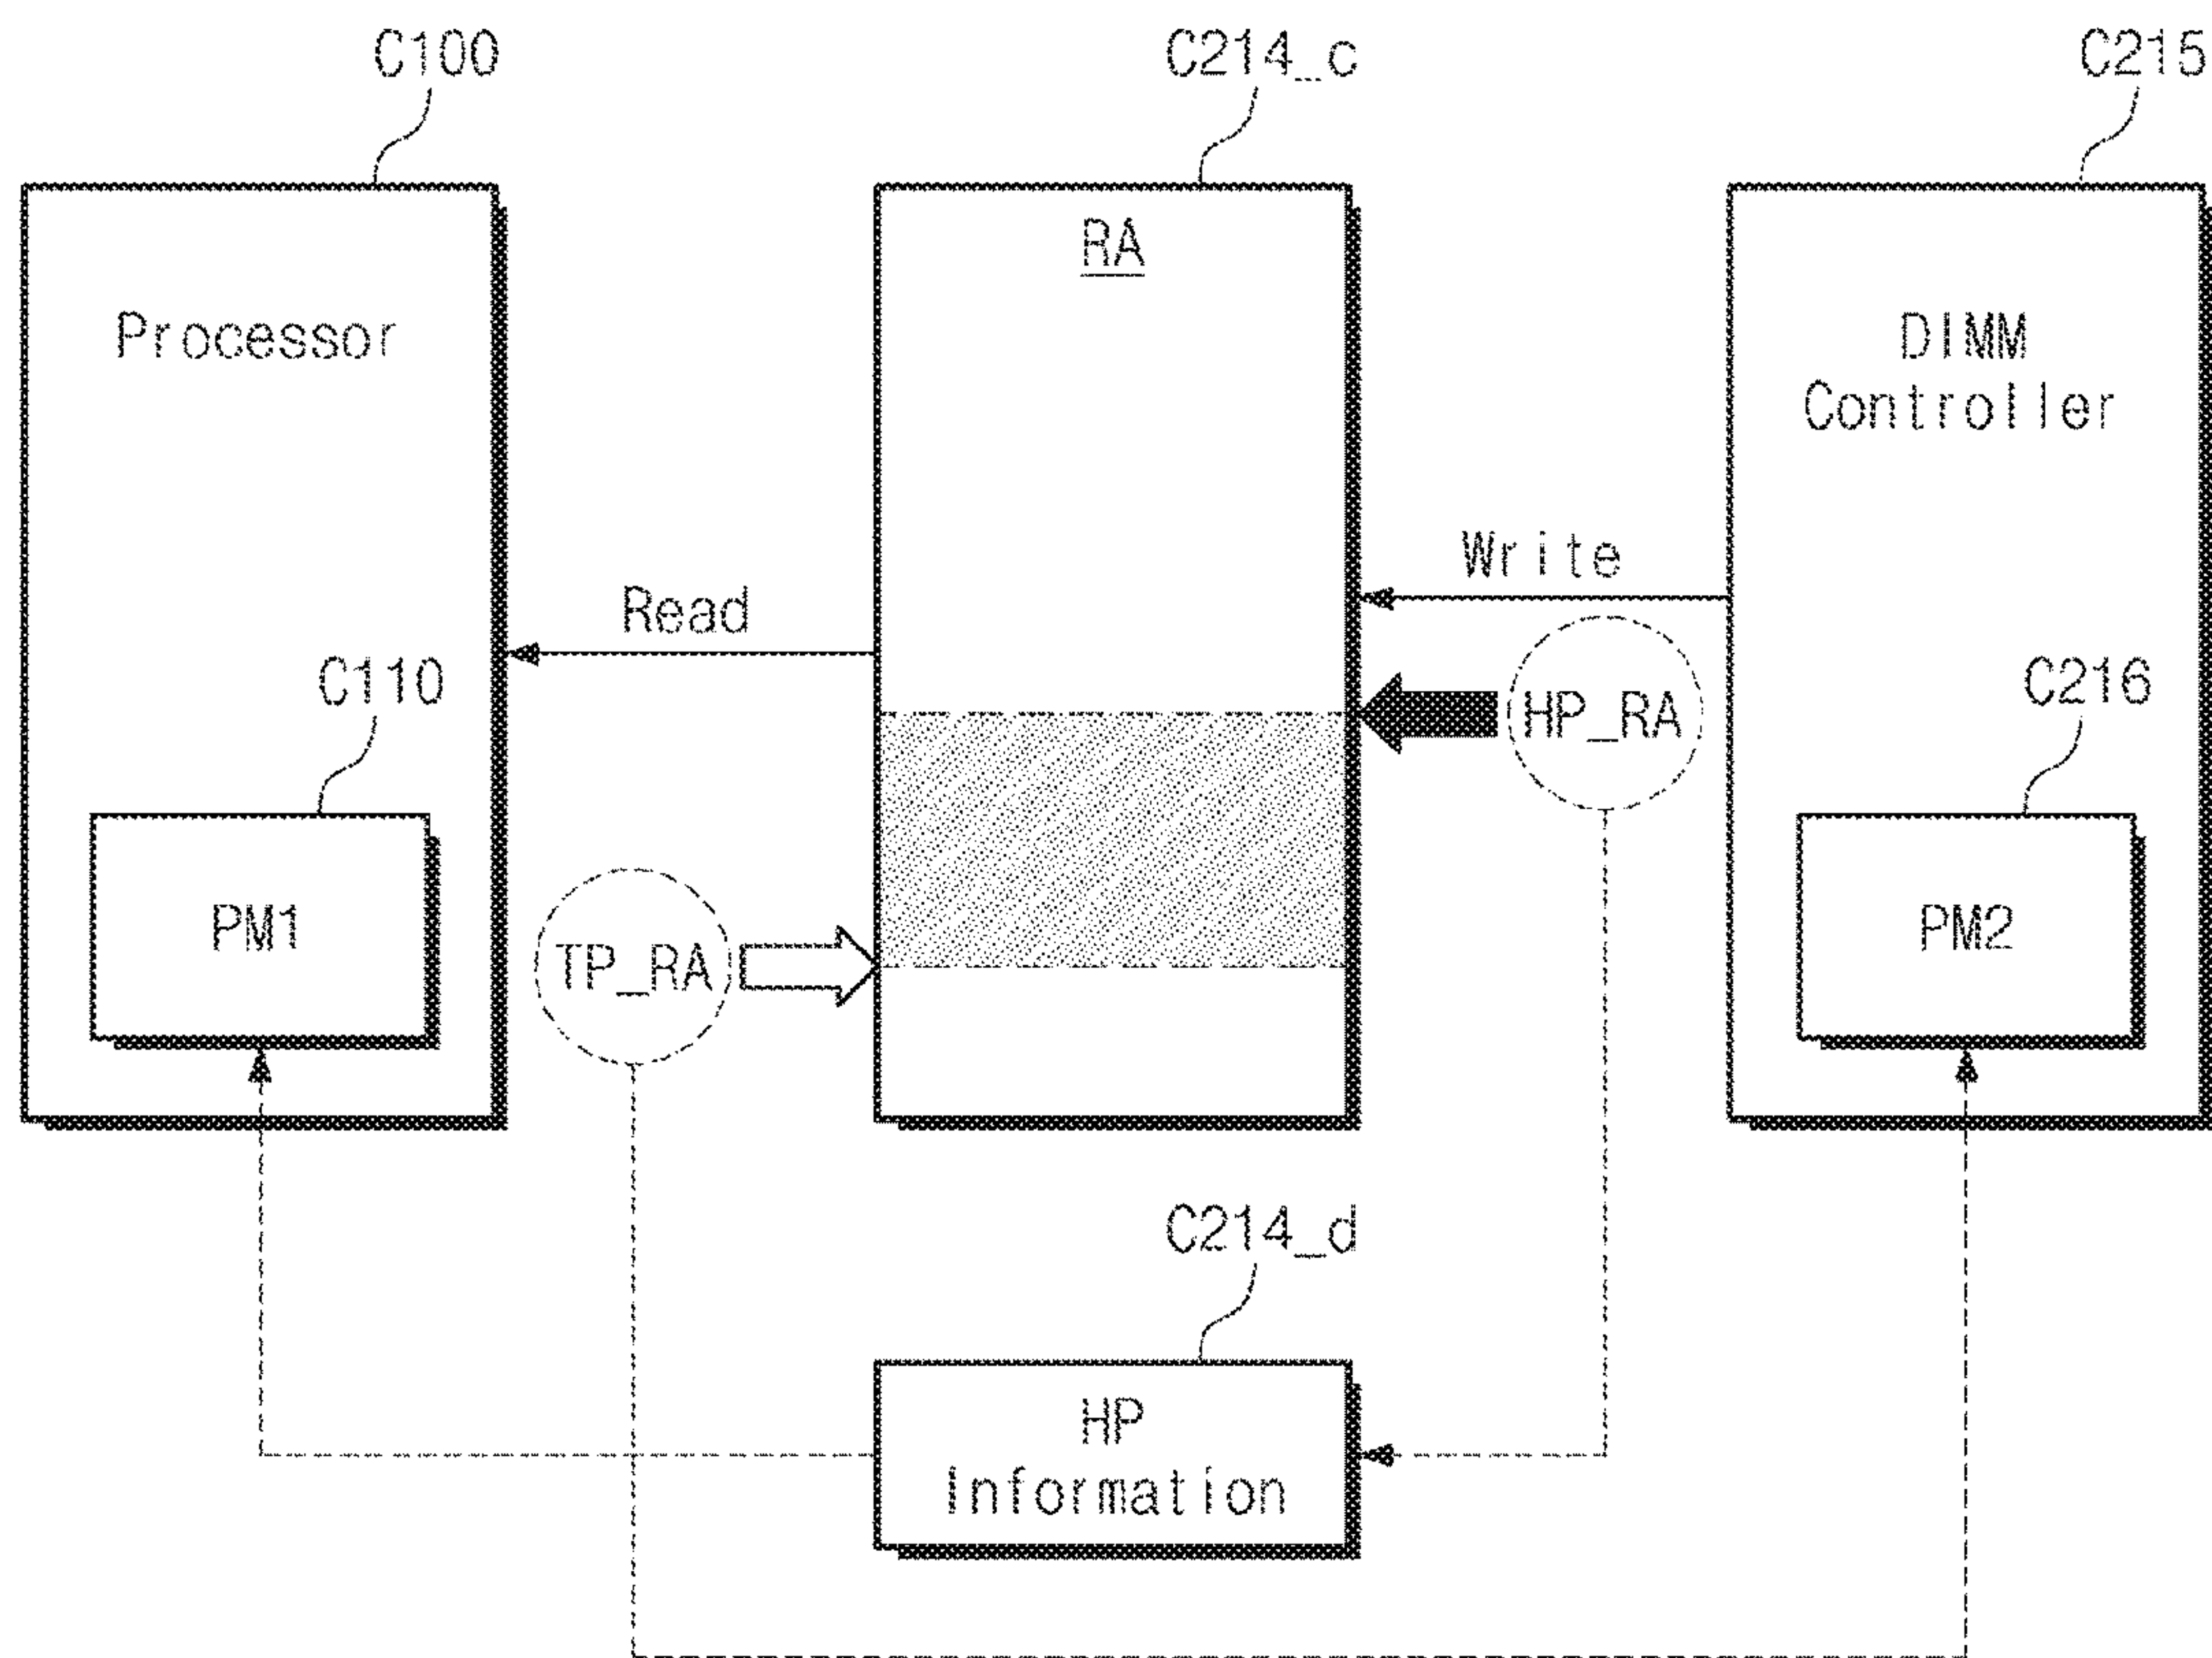 C100
C214_c
C215
RA
Processor
DIMM
Controller
Write
Read
C110
C216
HP_RA
PM1
TP_RA
PM2
C214_d
HP
Information